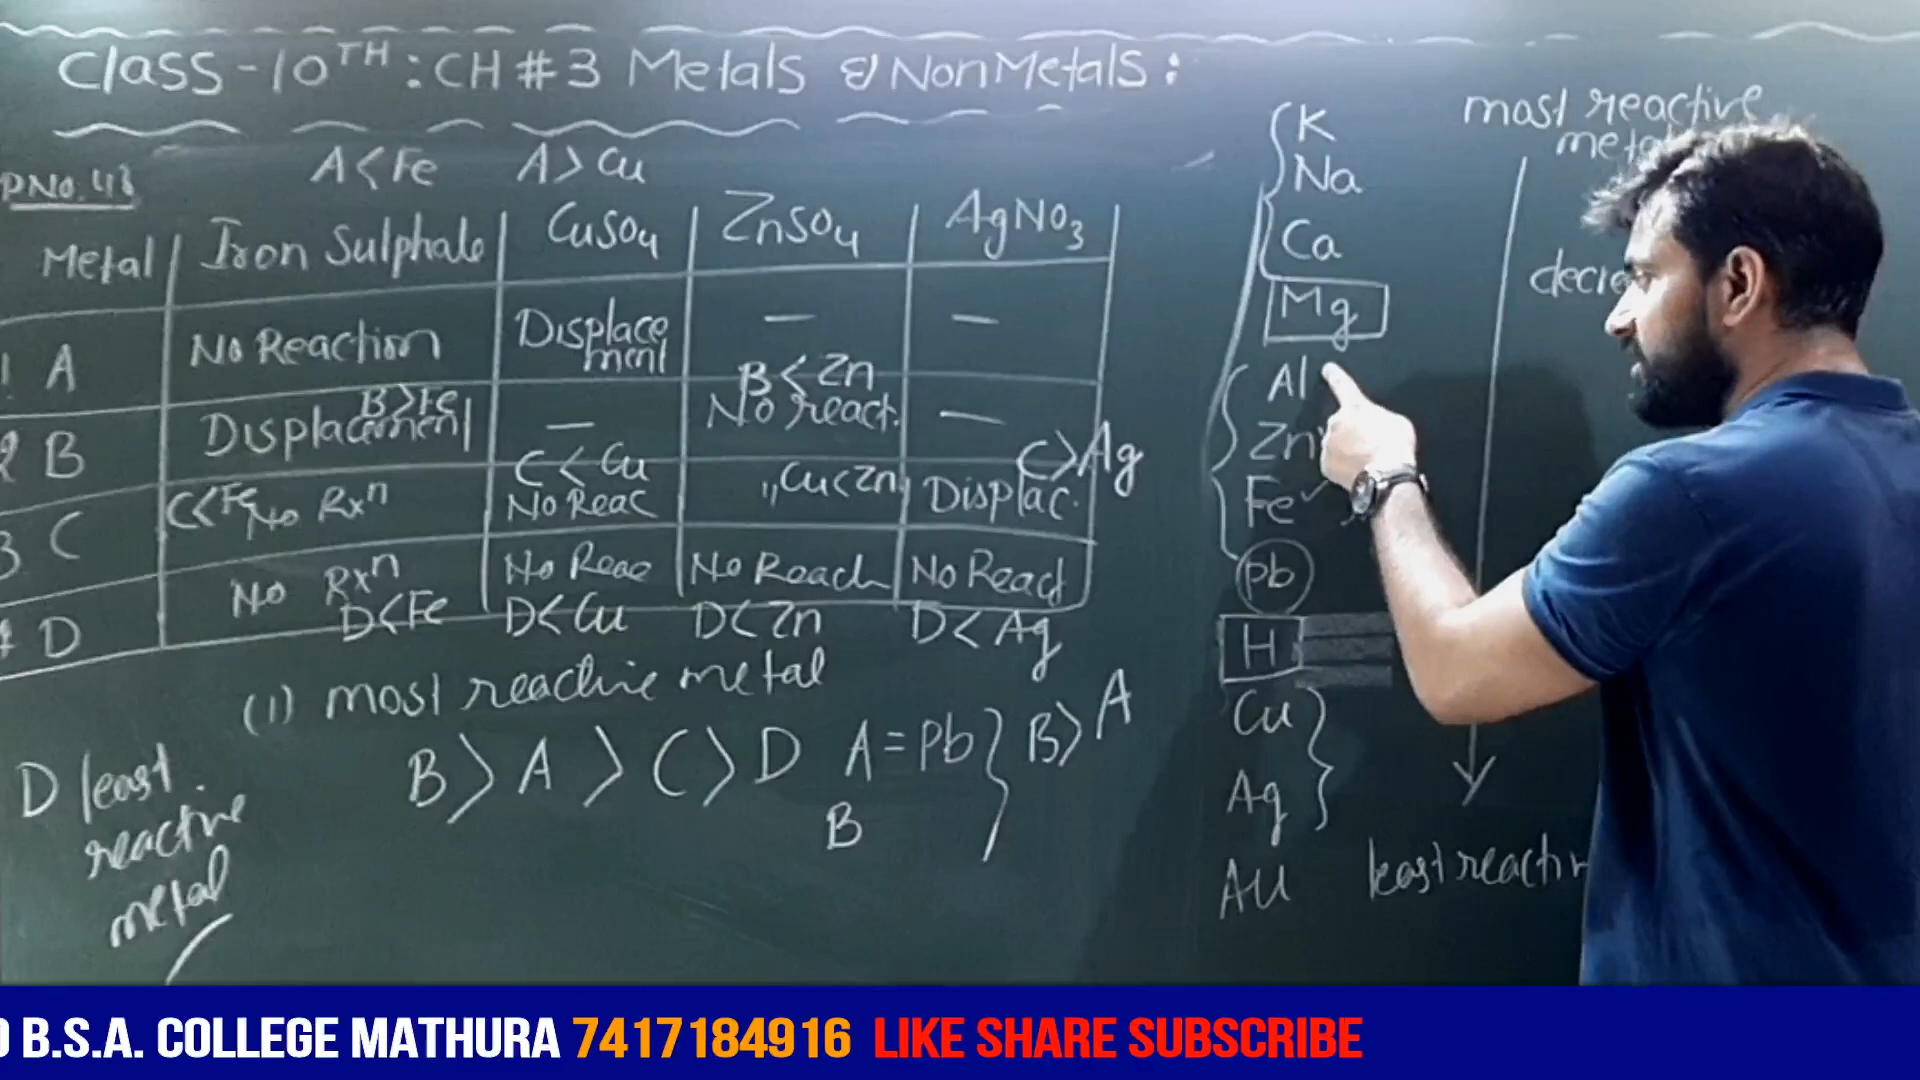 Class-10TH: CH#3 Metals & NonMetals:
PNo. 
A<Fe A>Cu
Metal Iron Sulphate CuSO4 ZnSO4 AgNO3
1 A No Reaction Displacement — —
2 B Displacement B>Fe — B<Zn No react. —
3 C C<Fe No Rxn C<Cu No Reac ,, Cu<Zn C>Ag Displac.
4 D No Rxn No Reac No Reach No React
D<Fe D<Cu D<Zn D<Ag
(1) most reactive metal
B>A>C>D A=Pb } B>A
B
D least
reactive
metal
most reactive
K
Na
Ca
Mg
decre
Al
Zn
Fe ✓
Pb
H
Cu
Ag
Au
least reactiv
B.S.A. COLLEGE MATHURA 7417184916 LIKE SHARE SUBSCRIBE